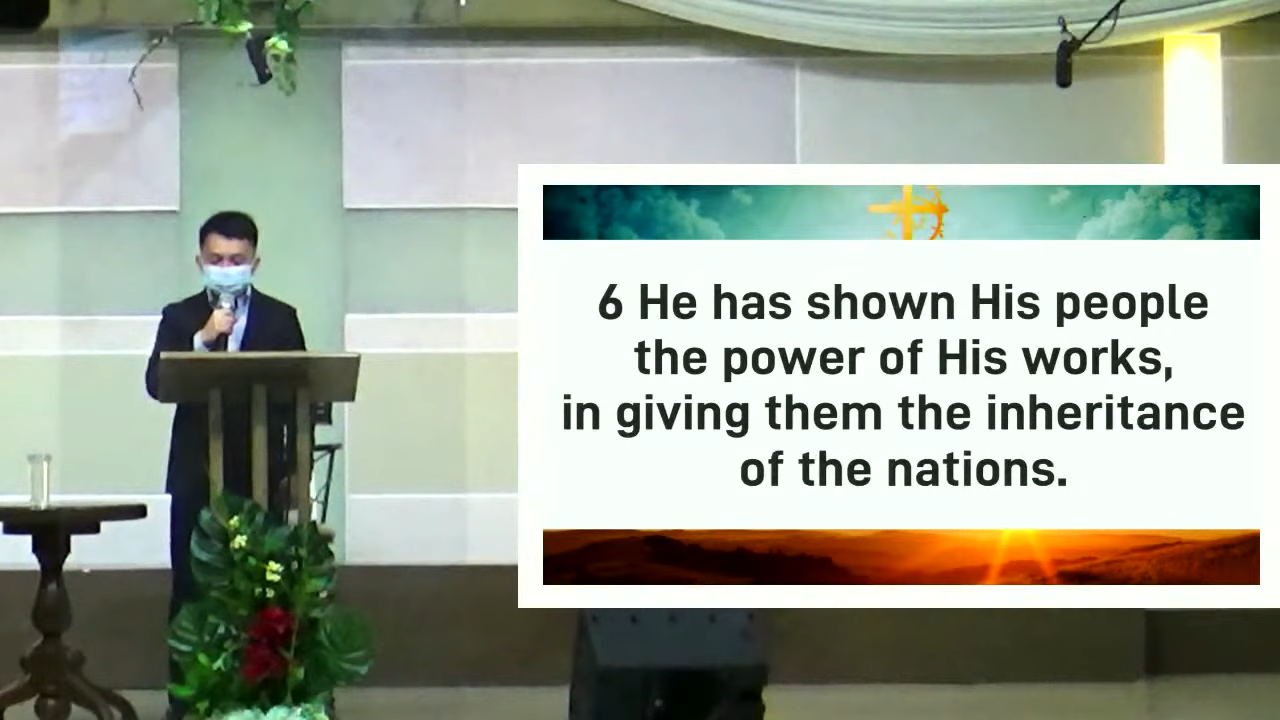 6 He has shown His people
the power of His works,
in giving them the inheritance
of the nations.